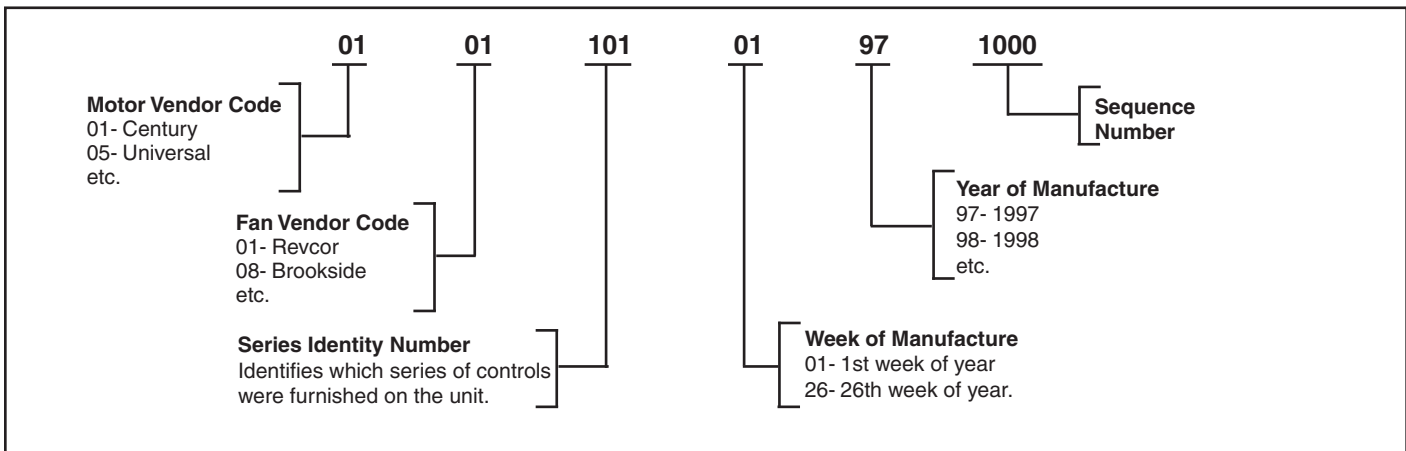 01 01 101 01 97 1000
Motor Vendor Code
01- Century
05- Universal
etc.
Fan Vendor Code
01- Revcor
08- Brookside
etc.
Series Identity Number
Identifies which series of controls
were furnished on the unit.
Week of Manufacture
01- 1st week of year
26- 26th week of year.
Year of Manufacture
97- 1997
98- 1998
etc.
Sequence
Number